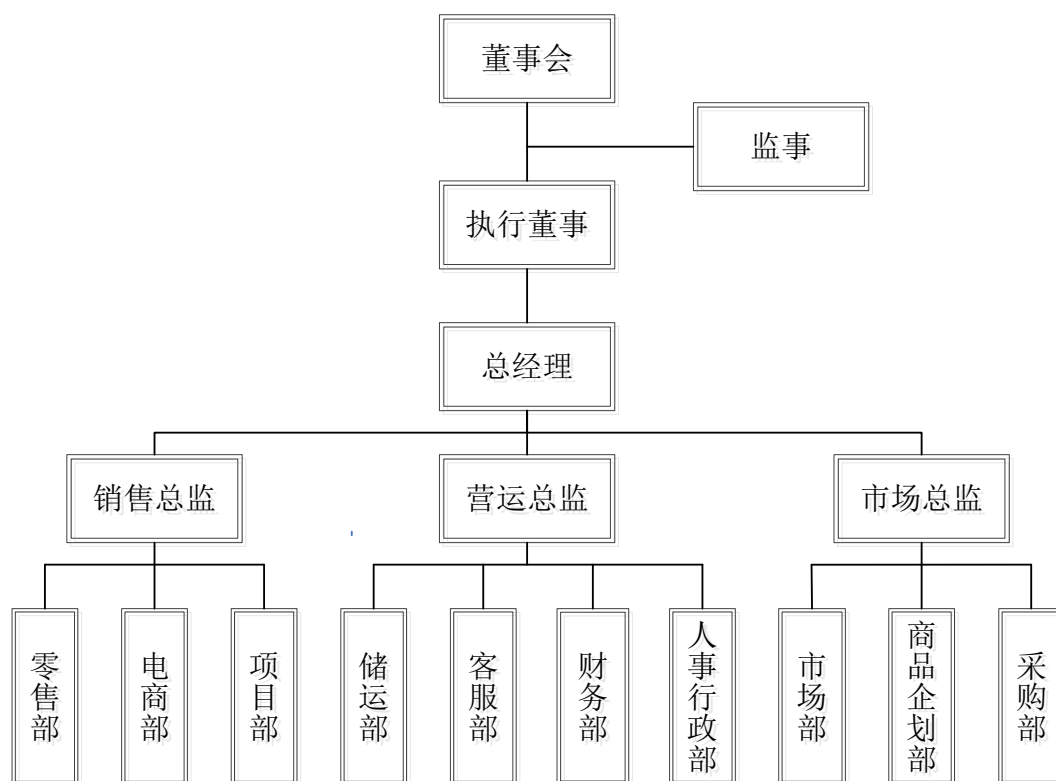 董事会
监事
执行董事
总经理
销售总监
营运总监
市场总监
零售部
电商部
项目部
储运部
客服部
财务部
人事行政部
市场部
商品企划部
采购部